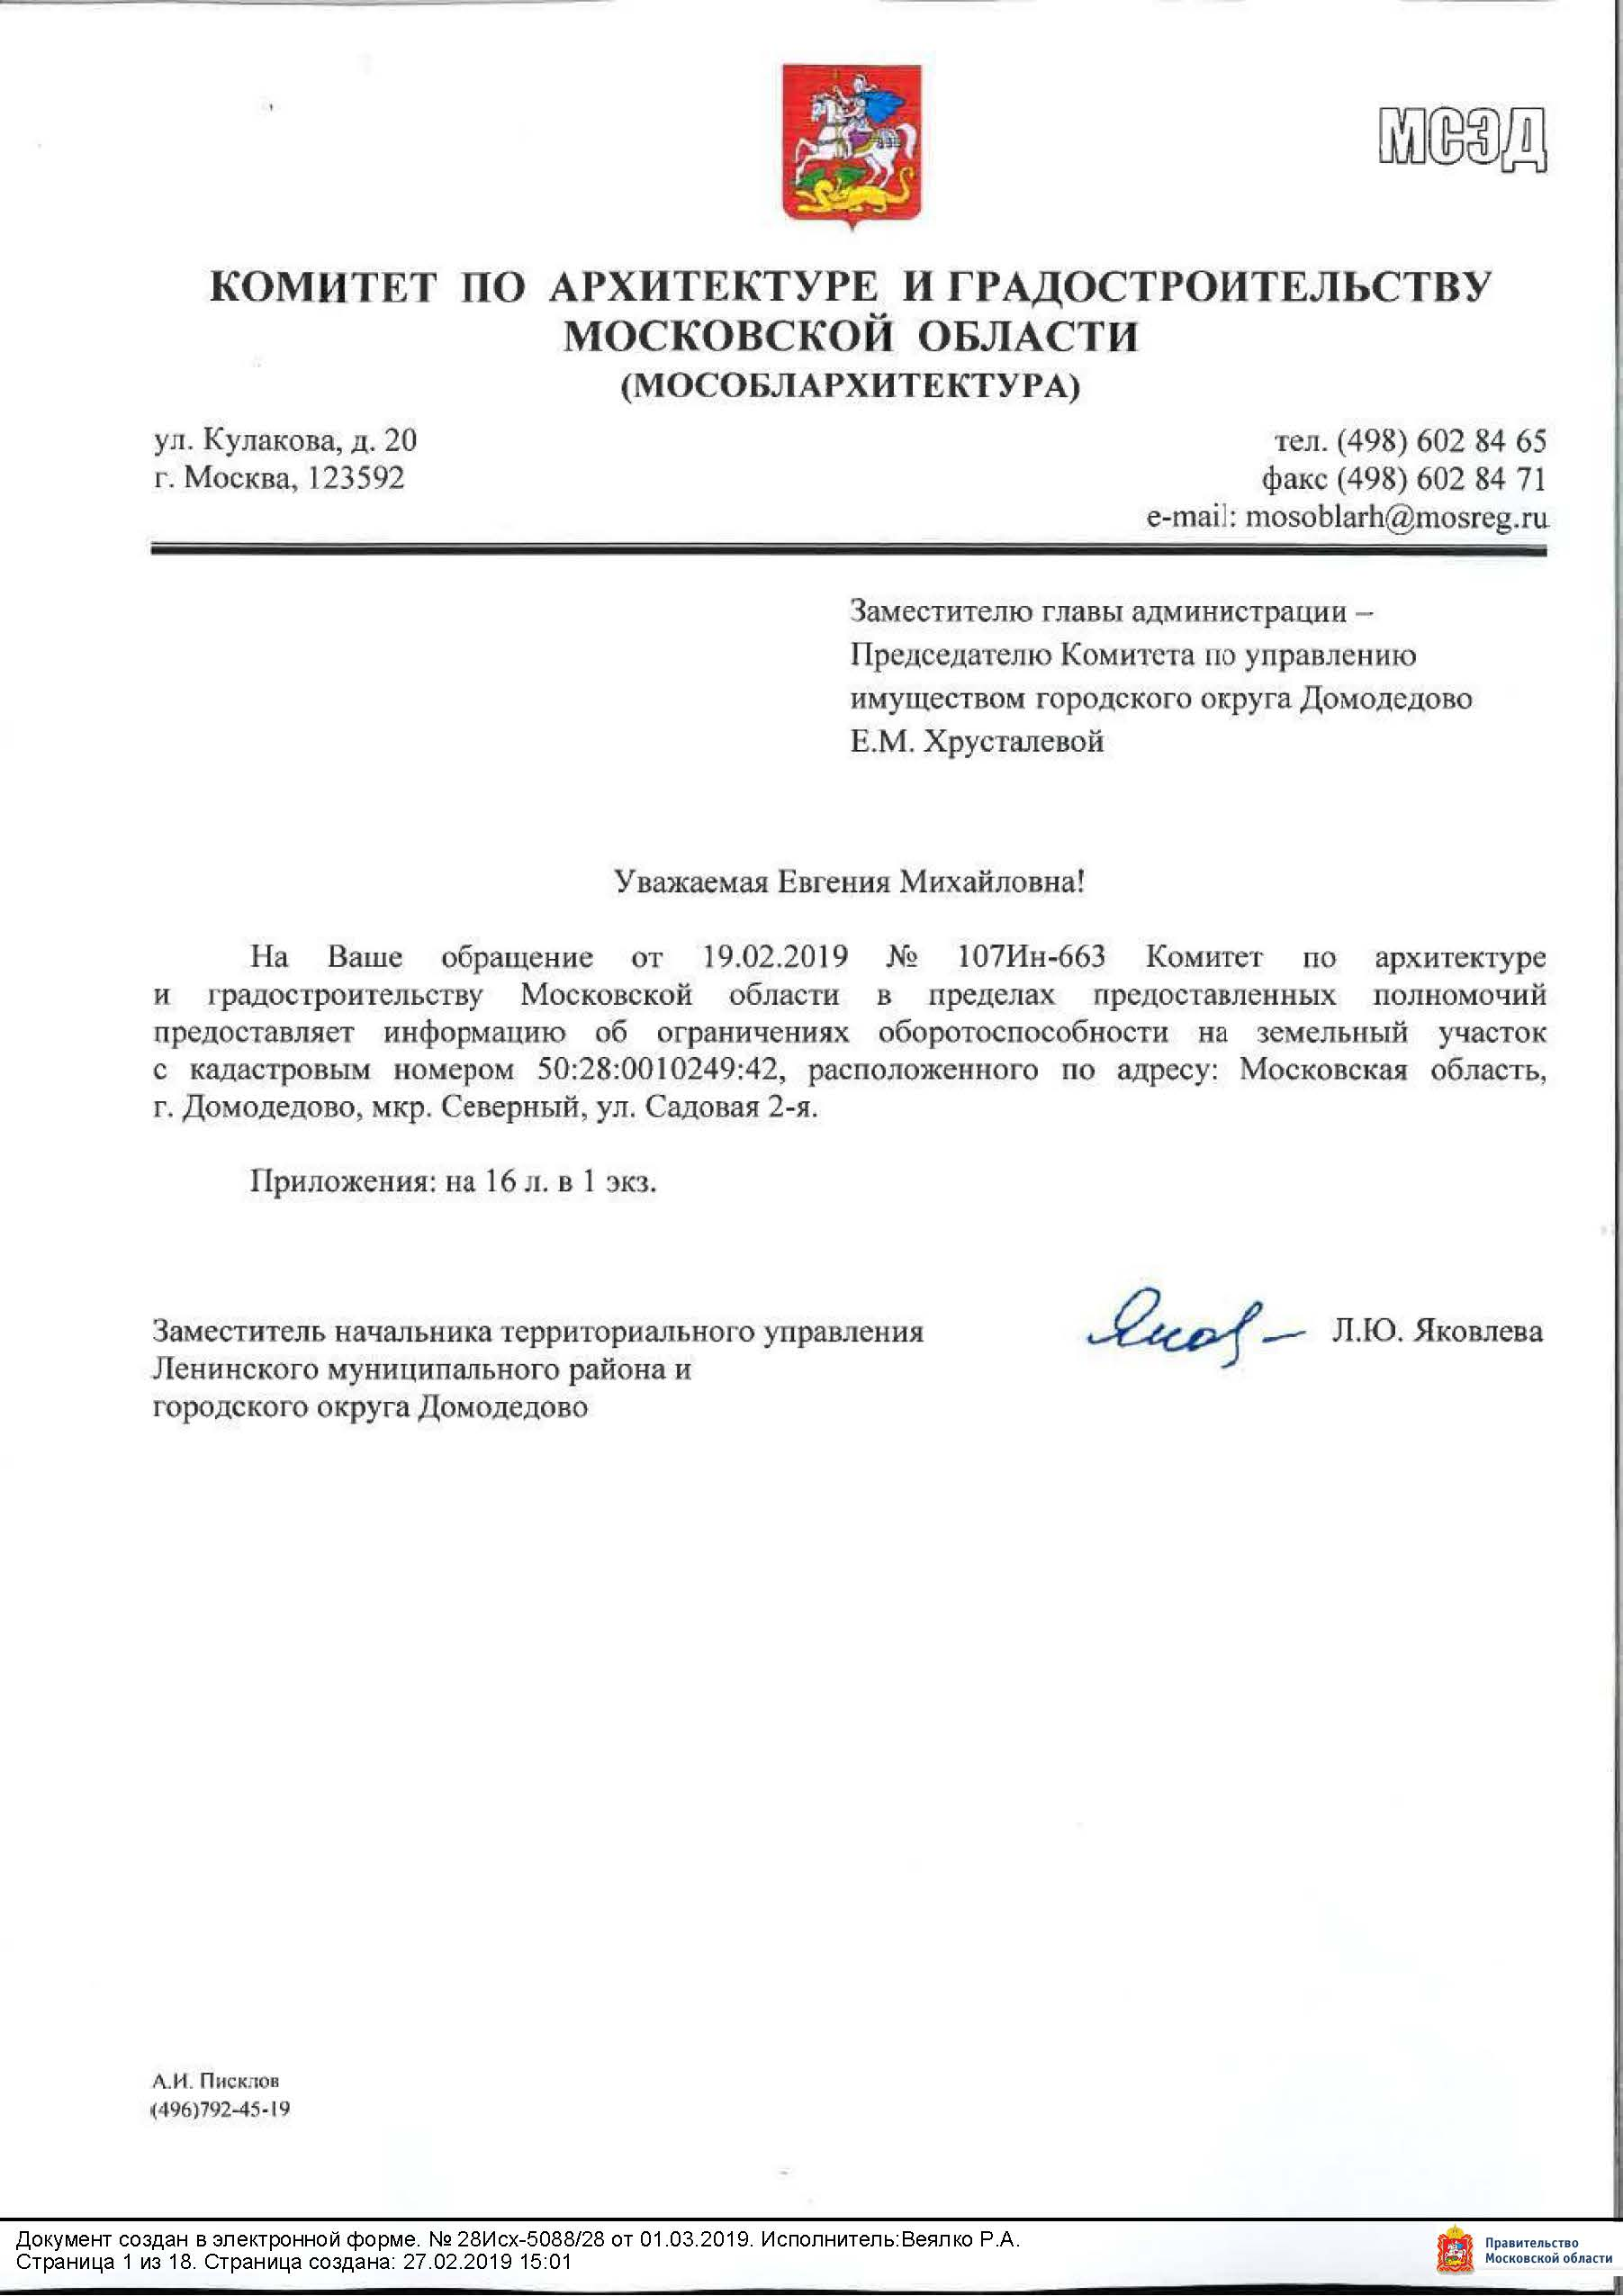 МСЭД
КОМИТЕТ ПО АРХИТЕКТУРЕ И ГРАДОСТРОИТЕЛЬСТВУ
МОСКОВСКОЙ ОБЛАСТИ
(МОСОБЛАРХИТЕКТУРА)
ул. Кулакова, д. 20
г. Москва, 123592
тел. (498) 602 84 65
факс (498) 602 84 71
e-mail: mosoblarh@mosreg.ru
Заместителю главы администрации –
Председателю Комитета по управлению
имуществом городского округа Домодедово
Е.М. Хрусталевой
Уважаемая Евгения Михайловна!
На Ваше обращение от 19.02.2019 № 107Ин-663 Комитет по архитектуре
и градостроительству Московской области в пределах предоставленных полномочий
предоставляет информацию об ограничениях оборотоспособности на земельный участок
с кадастровым номером 50:28:0010249:42, расположенного по адресу: Московская область,
г. Домодедово, мкр. Северный, ул. Садовая 2-я.
Приложения: на 16 л. в 1 экз.
Заместитель начальника территориального управления
Ленинского муниципального района и
городского округа Домодедово
Л.Ю. Яковлева
А.И. Писклов
(496)792-45-19
Документ создан в электронной форме. № 28Исх-5088/28 от 01.03.2019. Исполнитель:Веялко Р.А.
Страница 1 из 18. Страница создана: 27.02.2019 15:01
Правительство
Московской области